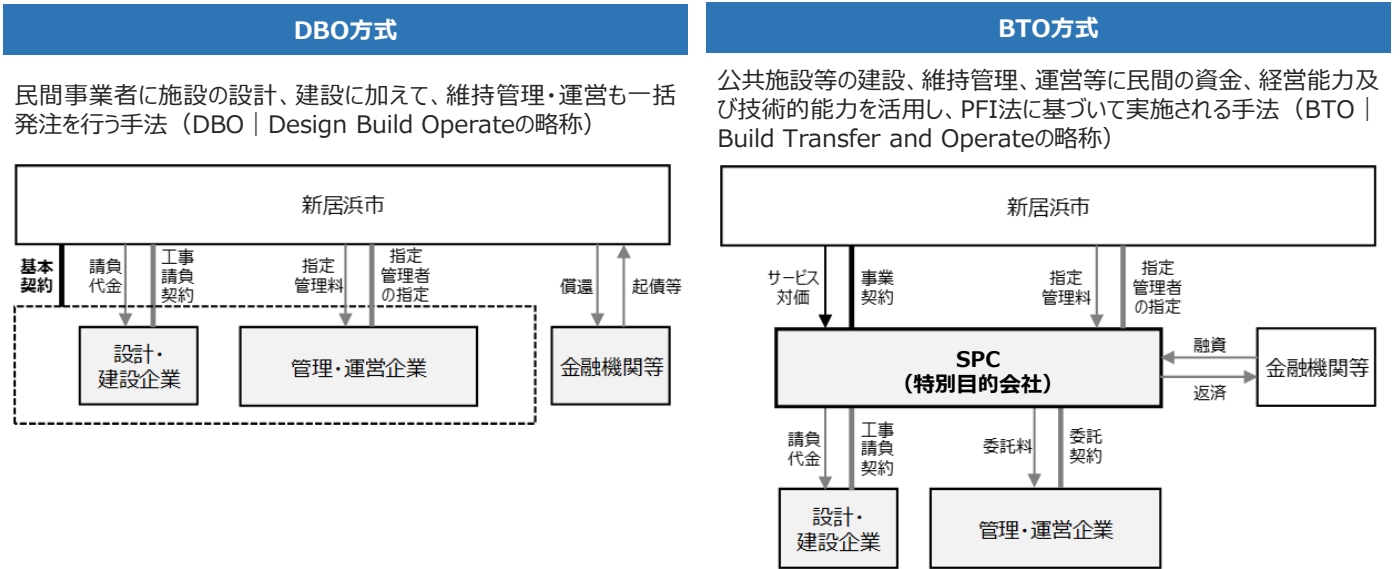 DBO方式
民間事業者に施設の設計、建設に加えて、維持管理・運営も一括
発注を行う手法（DBO｜Design Build Operateの略称）
新居浜市
基本
契約
請負
代金
工事
請負
契約
指定
管理料
指定
管理者
の指定
償還
起債等
設計・
建設企業
管理・運営企業
金融機関等
BTO方式
公共施設等の建設、維持管理、運営等に民間の資金、経営能力及
び技術的能力を活用し、PFI法に基づいて実施される手法（BTO｜
Build Transfer and Operateの略称）
新居浜市
サービス
対価
事業
契約
指定
管理料
指定
管理者
の指定
SPC
（特別目的会社）
融資
返済
金融機関等
請負
代金
工事
請負
契約
委託料
委託
契約
設計・
建設企業
管理・運営企業